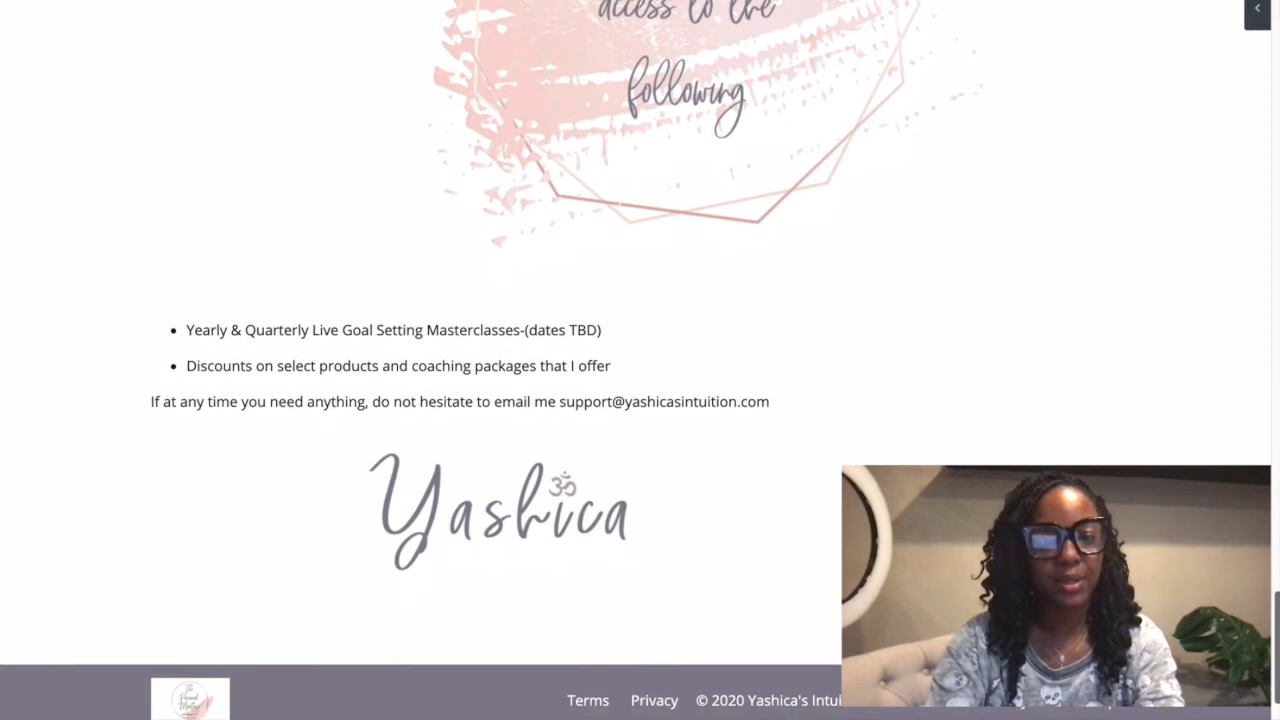 access to the
following
Yearly & Quarterly Live Goal Setting Masterclasses-(dates TBD)
Discounts on select products and coaching packages that I offer
If at any time you need anything, do not hesitate to email me support@yashicasintuition.com
Yashica
ॐ
The
Terms Privacy © 2020 Yashica's Intui